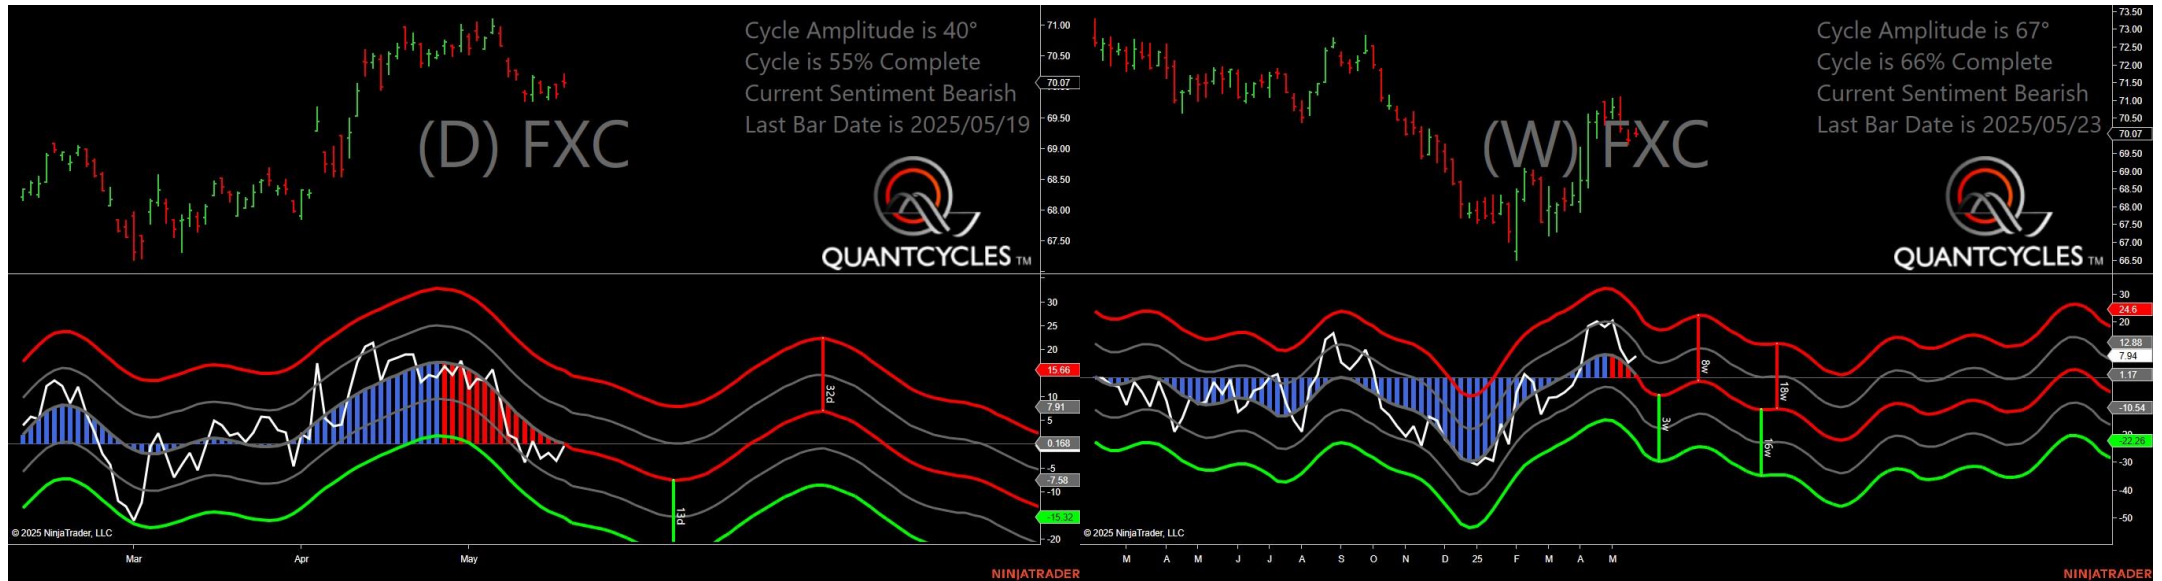 Cycle Amplitude is 40°
Cycle is 55% Complete
Current Sentiment Bearish
Last Bar Date is 2025/05/19
(D) FXC
QUANTCYCLES TM
71.00
70.50
70.07
69.50
69.00
68.50
68.00
67.50
30
25
20
15.66
10
7.91
5
0.168
-5
-7.58
-10
-15.32
-20
32d
13d
© 2025 NinjaTrader, LLC
Mar
Apr
May
NINJATRADER
Cycle Amplitude is 67°
Cycle is 66% Complete
Current Sentiment Bearish
Last Bar Date is 2025/05/23
(W) FXC
QUANTCYCLES TM
73.50
73.00
72.50
72.00
71.50
71.00
70.50
70.07
69.50
69.00
68.50
68.00
67.50
67.00
66.50
30
24.6
20
12.88
7.94
1.17
-10.54
-22.26
-30
-40
-50
8w
18w
3w
16w
© 2025 NinjaTrader, LLC
M A M J J A S O N D 25 F M A M
NINJATRADER